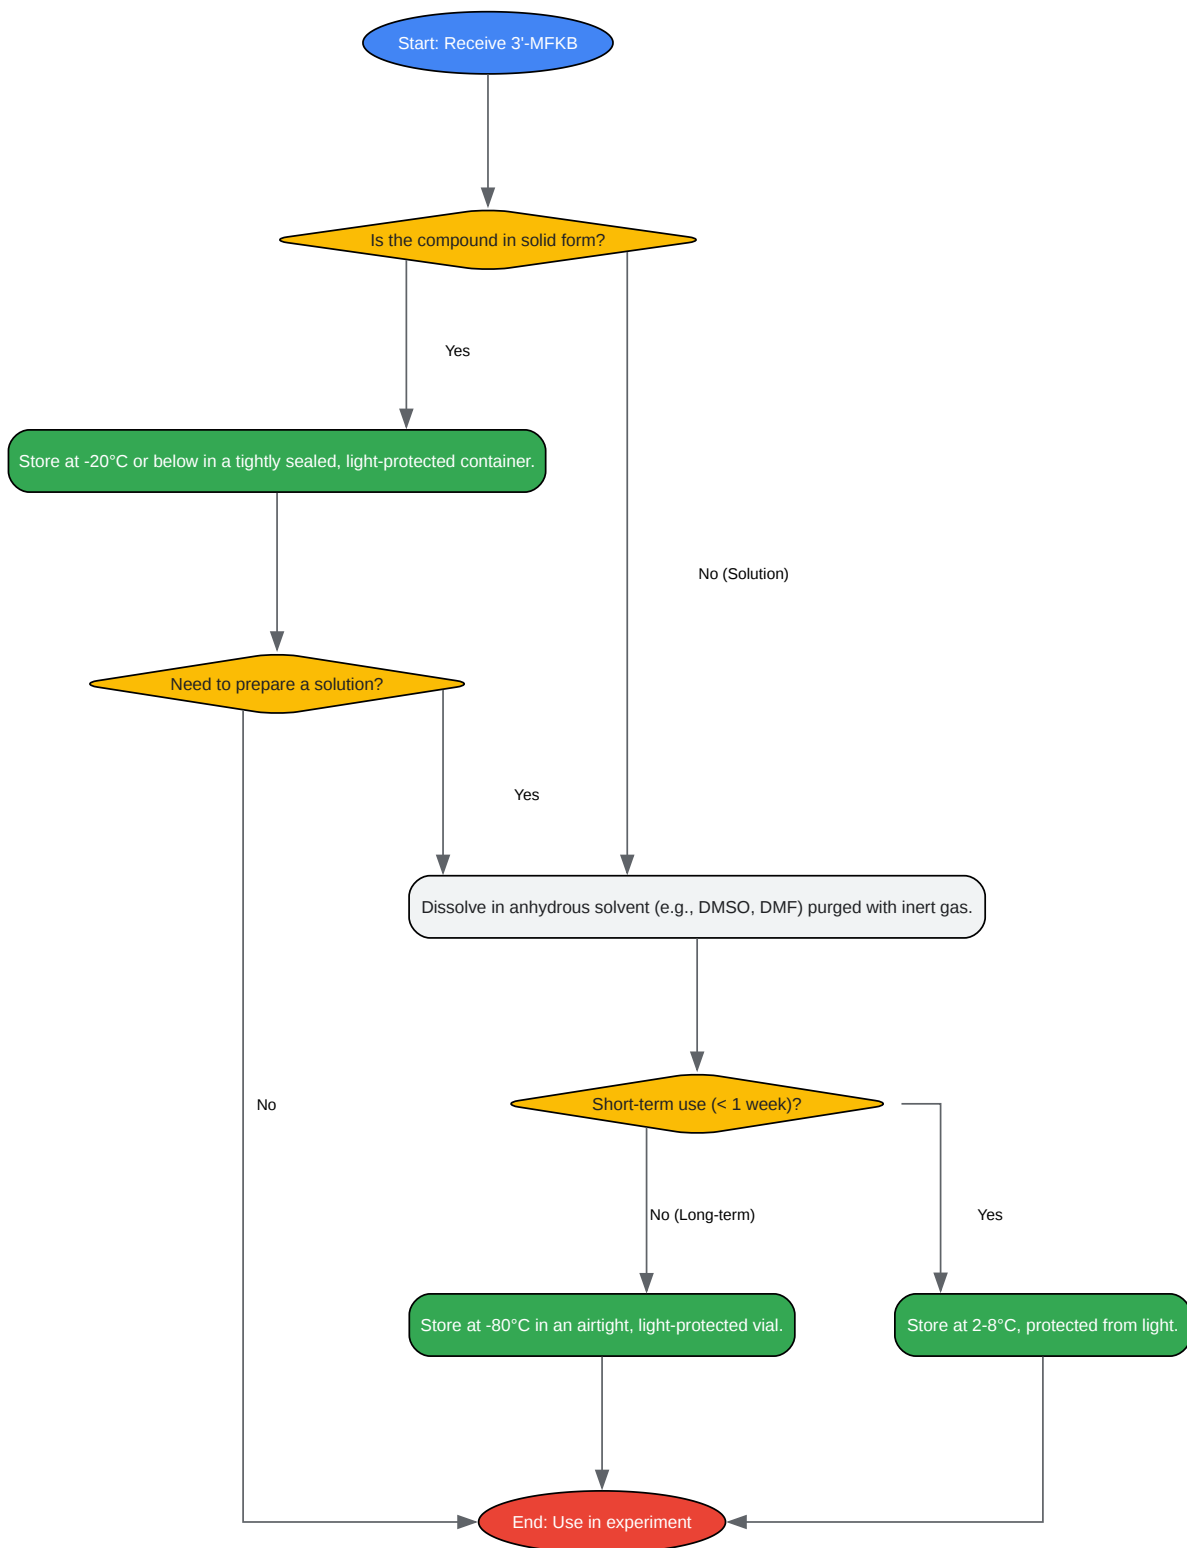 Start: Receive 3'-MFKB
Is the compound in solid form?
Yes
Store at -20°C or below in a tightly sealed, light-protected container.
No (Solution)
Need to prepare a solution?
Yes
Dissolve in anhydrous solvent (e.g., DMSO, DMF) purged with inert gas.
No
Short-term use (< 1 week)?
No (Long-term)
Yes
Store at -80°C in an airtight, light-protected vial.
Store at 2-8°C, protected from light.
End: Use in experiment